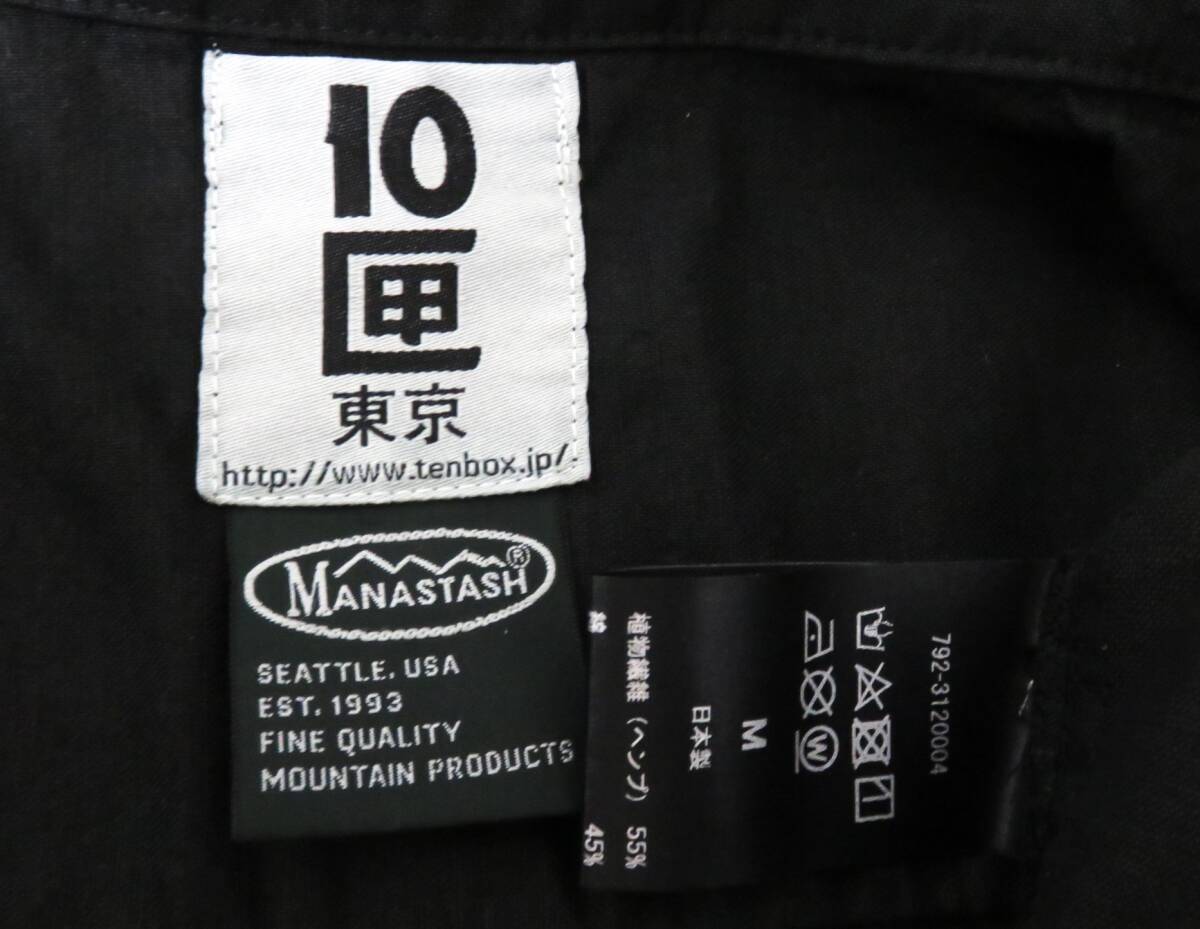 10
匣
東京
http://www.tenbox.jp/
MANASTASH®
SEATTLE, USA
EST. 1993
FINE QUALITY
MOUNTAIN PRODUCTS
792-3120004
W
M
日本製
植物繊維(ヘンプ) 55%
綿 45%